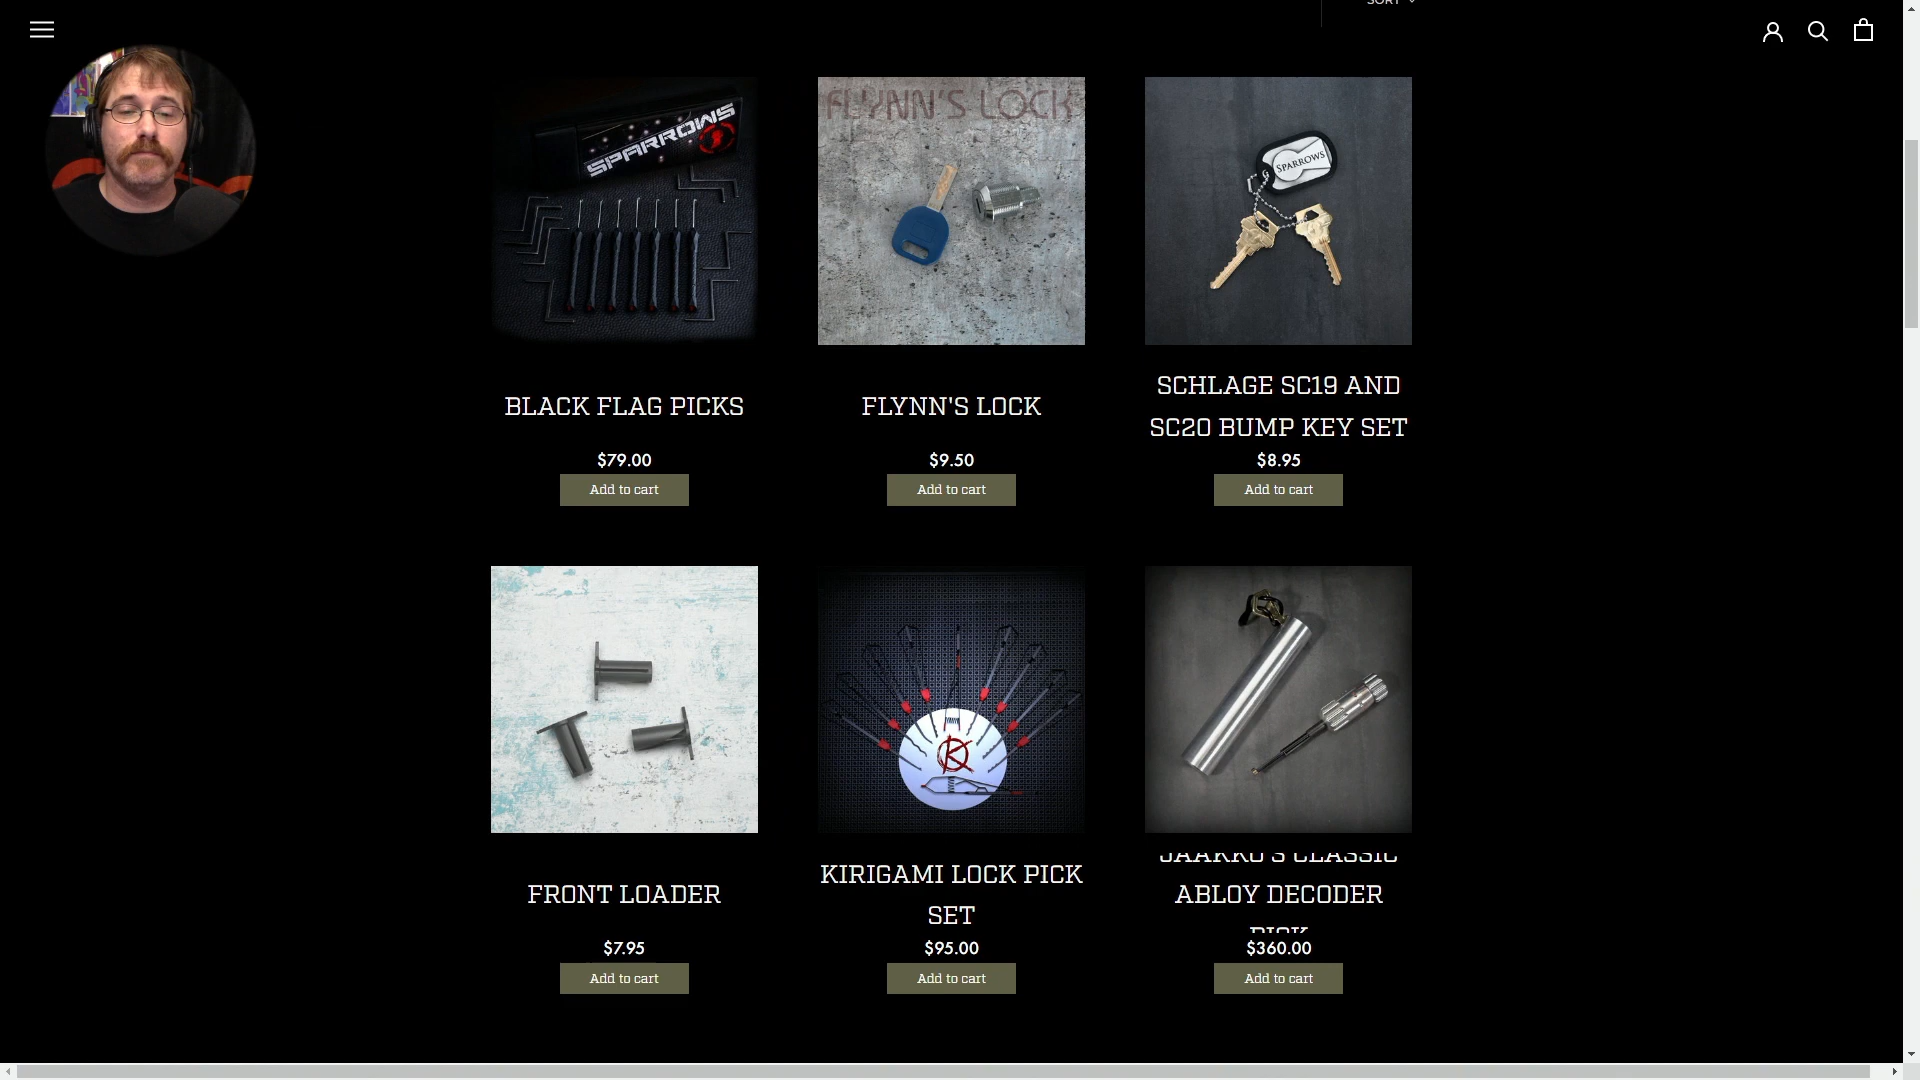 SORT
SPARROWS
FLYNN'S LOCK
SPARROWS
BLACK FLAG PICKS
FLYNN'S LOCK
SCHLAGE SC19 AND
SC20 BUMP KEY SET
$79.00
$9.50
$8.95
Add to cart
Add to cart
Add to cart
K
FRONT LOADER
KIRIGAMI LOCK PICK
SET
JAAKKO'S CLASSIC
ABLOY DECODER
PICK
$7.95
$95.00
$360.00
Add to cart
Add to cart
Add to cart